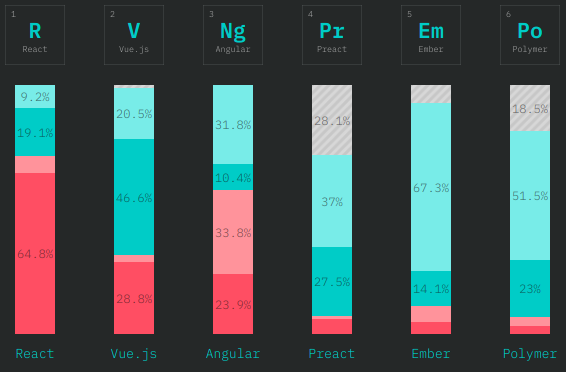 1 2 3 4 5 6
R V Ng Pr Em Po
React Vue.js Angular Preact Ember Polymer
9.2% 20.5% 31.8% 28.1% 67.3% 18.5%
19.1% 46.6% 10.4% 37% 14.1% 51.5%
64.8% 28.8% 33.8% 27.5% 23%
23.9%
React Vue.js Angular Preact Ember Polymer